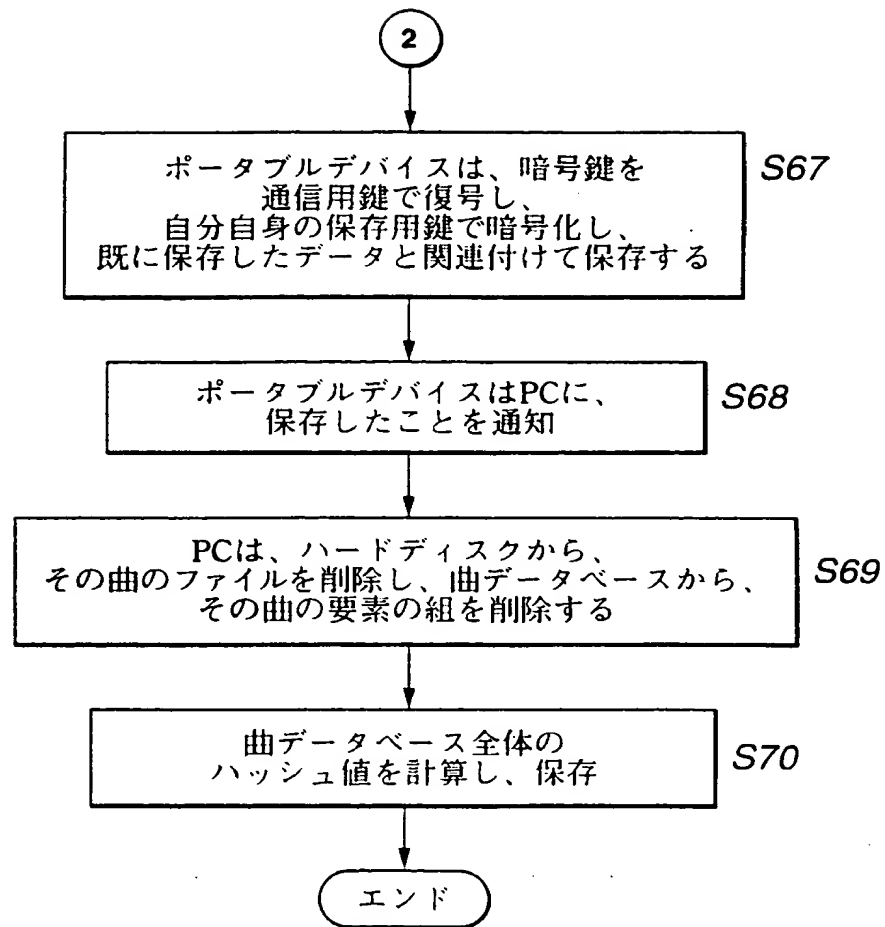 2
ポータブルデバイスは、暗号鍵を
通信用鍵で復号し、
自分自身の保存用鍵で暗号化し、
既に保存したデータと関連付けて保存する
S67
ポータブルデバイスはPCに、
保存したことを通知
S68
PCは、ハードディスクから、
その曲のファイルを削除し、曲データベースから、
その曲の要素の組を削除する
S69
曲データベース全体の
ハッシュ値を計算し、保存
S70
エンド